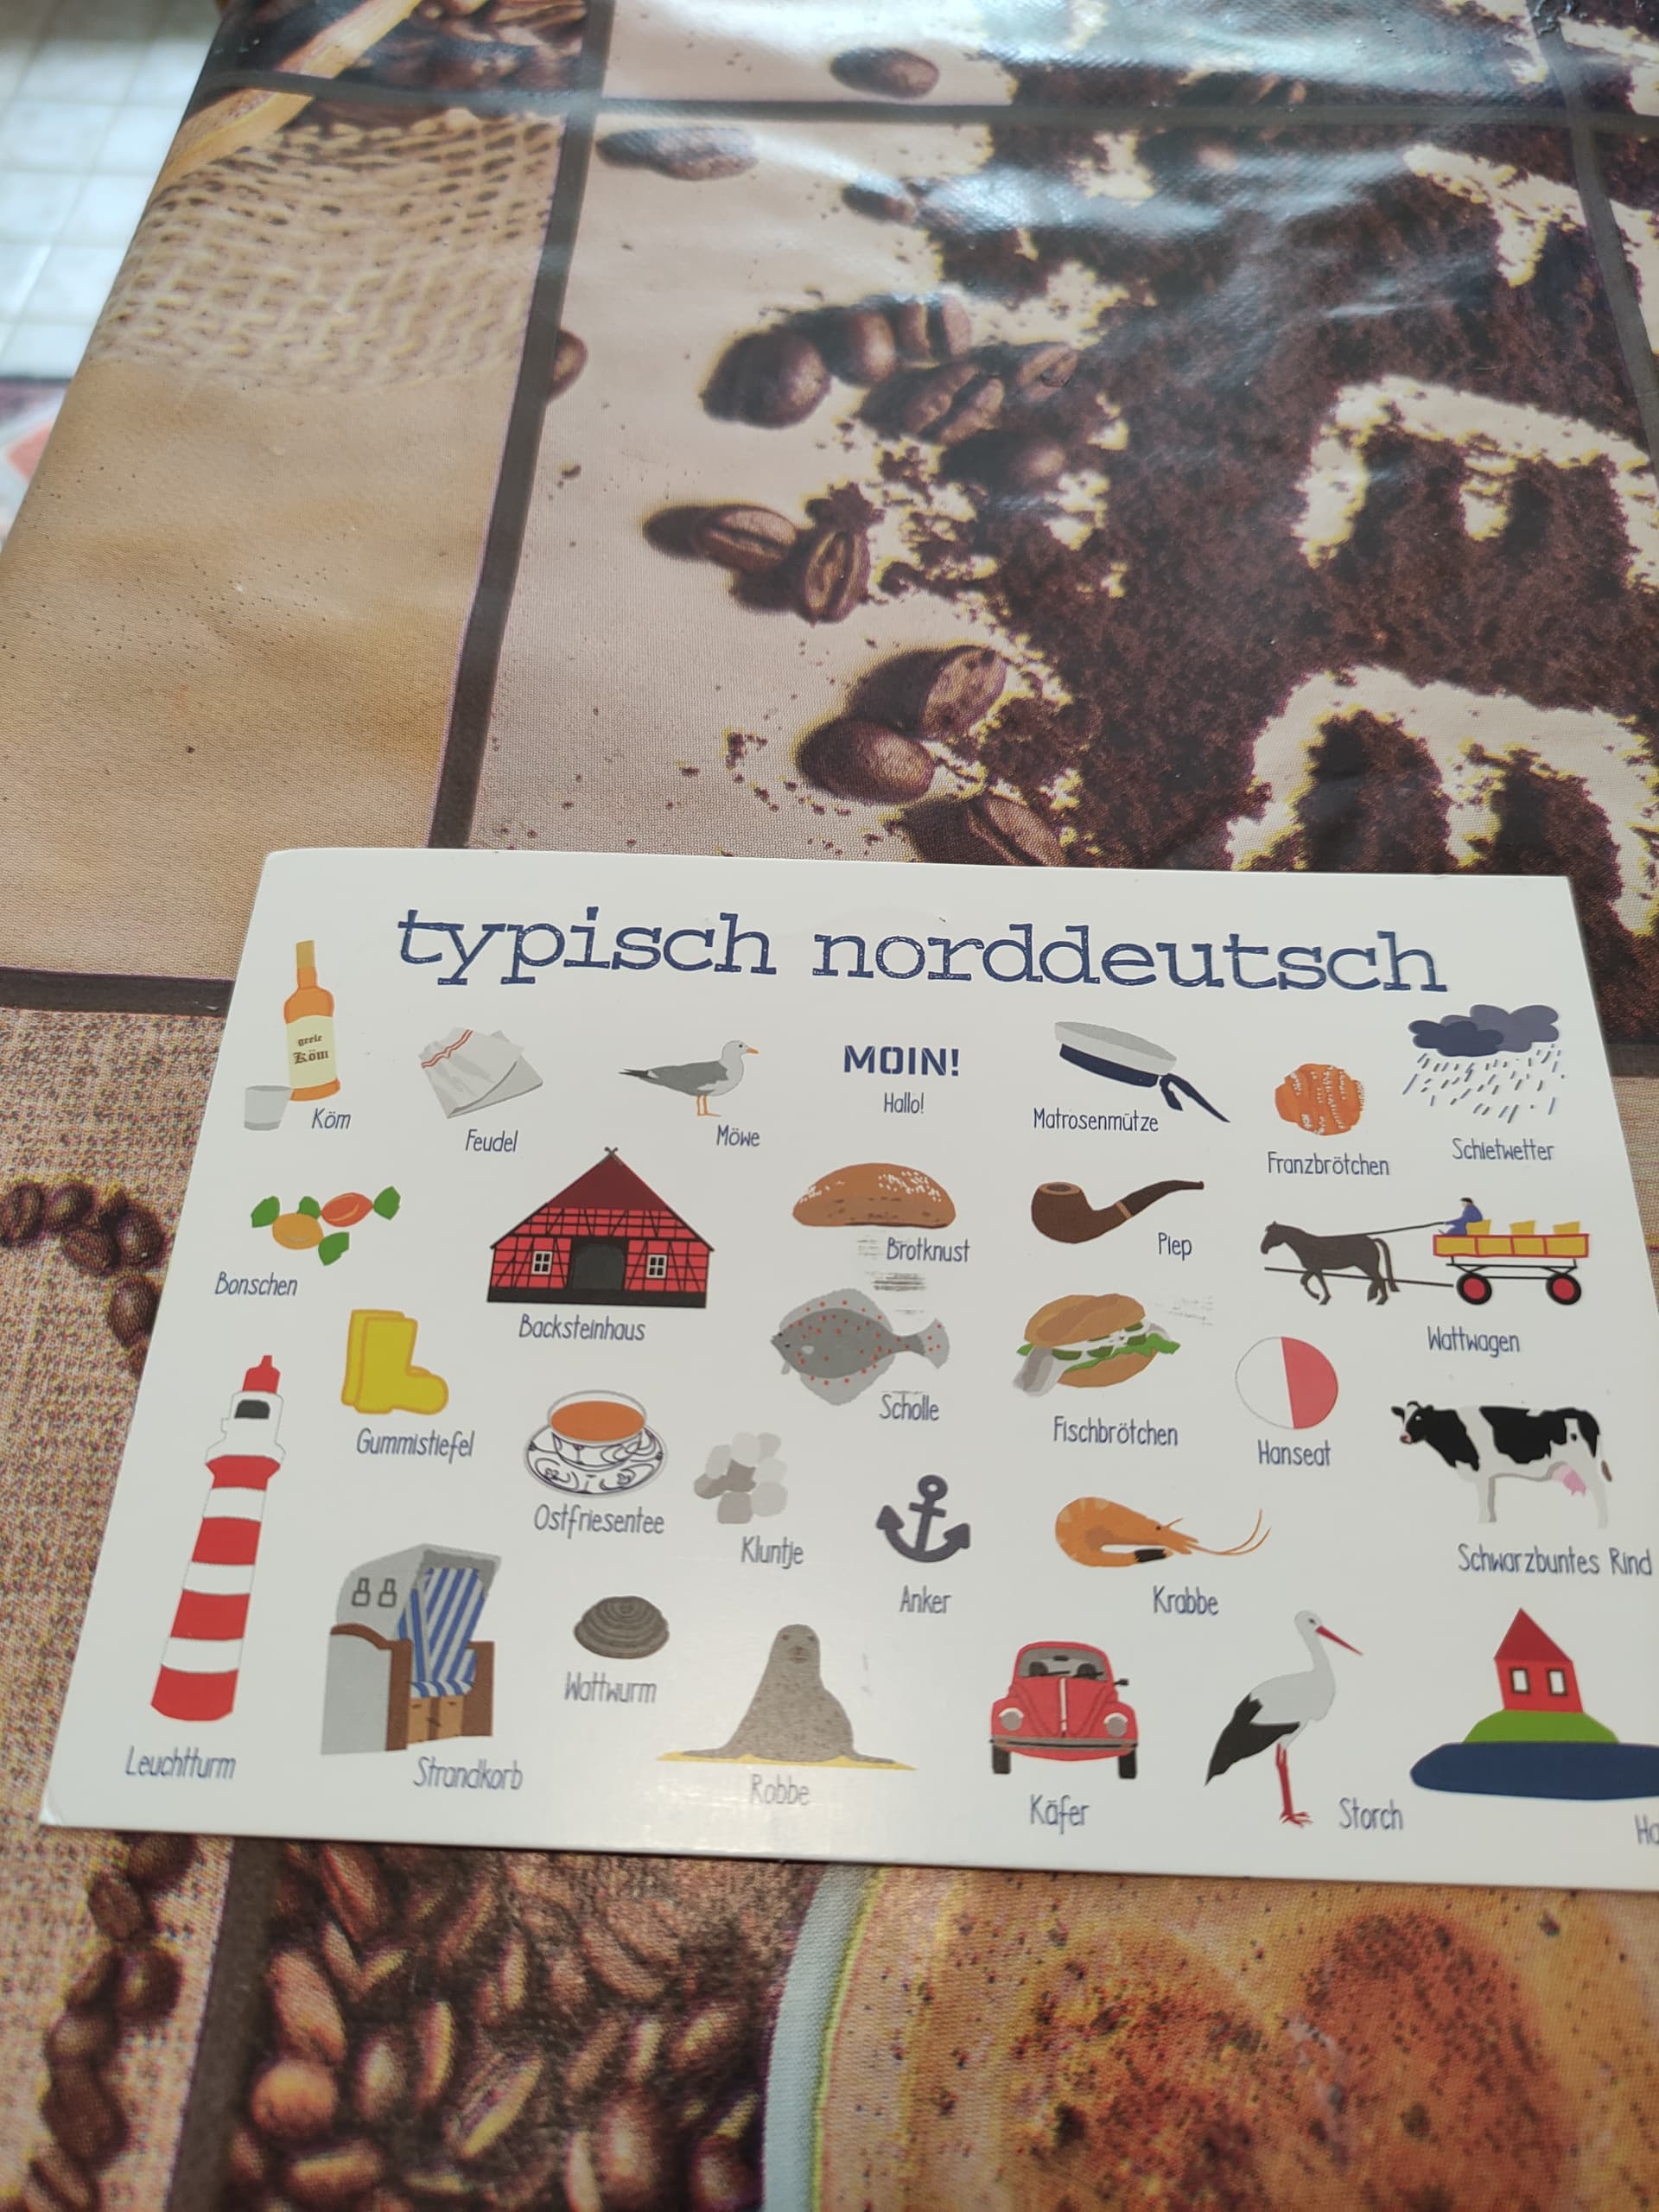 typisch norddeutsch
greie
Köm
Köm
Feudel
Möwe
MOIN!
Hallo!
Matrosenmütze
Franzbrötchen
Schietwetter
Bonschen
Backsteinhaus
Brotknust
Piep
Wattwagen
Gummistiefel
Scholle
Fischbrötchen
Hanseat
Ostfriesentee
Kluntje
Anker
Krabbe
Schwarzbuntes Rind
Leuchtturm
Strandkorb
Wattwurm
Robbe
Käfer
Storch